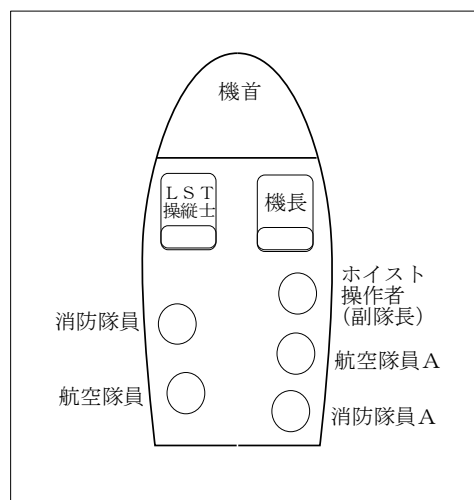 機首
LST
操縦士
機長
ホイスト
操作者
(副隊長)
消防隊員
航空隊員A
航空隊員
消防隊員A